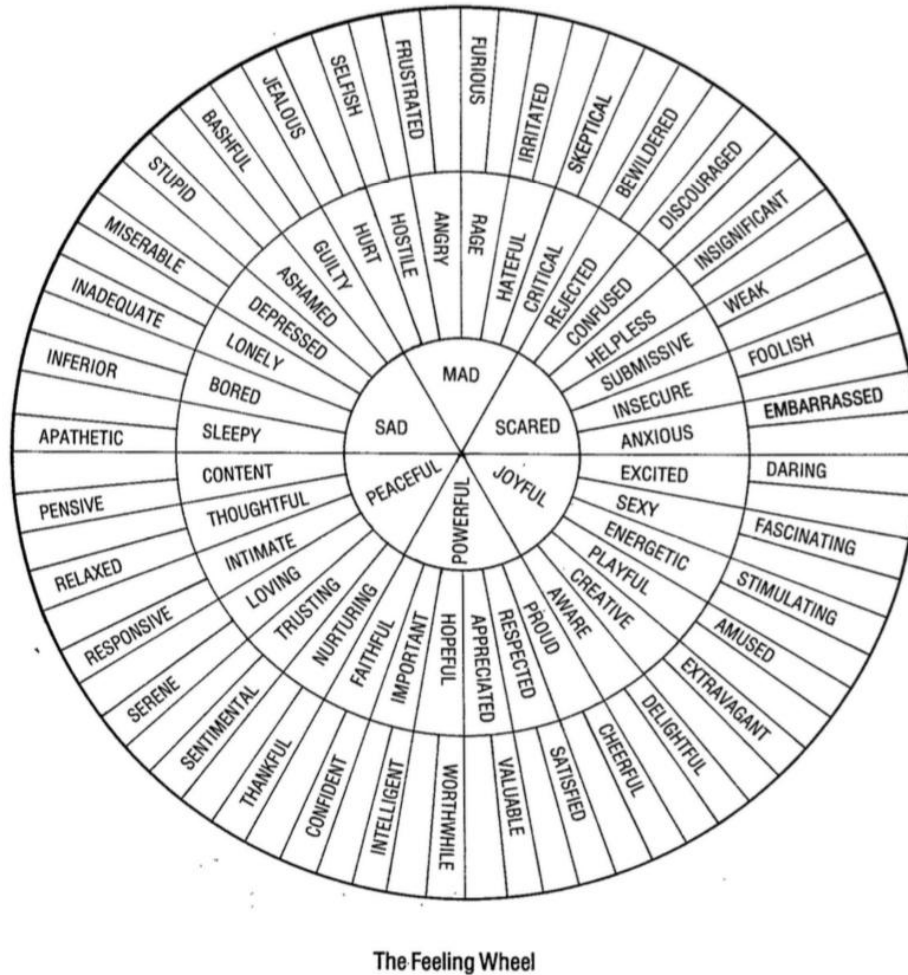 MAD
SCARED
JOYFUL
POWERFUL
PEACEFUL
SAD
RAGE
HATEFUL
CRITICAL
REJECTED
CONFUSED
HELPLESS
SUBMISSIVE
INSECURE
ANXIOUS
EXCITED
SEXY
ENERGETIC
PLAYFUL
CREATIVE
AWARE
PROUD
RESPECTED
APPRECIATED
HOPEFUL
IMPORTANT
FAITHFUL
NURTURING
TRUSTING
LOVING
INTIMATE
THOUGHTFUL
CONTENT
SLEEPY
BORED
LONELY
DEPRESSED
ASHAMED
GUILTY
HURT
HOSTILE
ANGRY
FURIOUS
IRRITATED
SKEPTICAL
BEWILDERED
DISCOURAGED
INSIGNIFICANT
WEAK
FOOLISH
EMBARRASSED
DARING
FASCINATING
STIMULATING
AMUSED
EXTRAVAGANT
DELIGHTFUL
CHEERFUL
SATISFIED
VALUABLE
WORTHWHILE
INTELLIGENT
CONFIDENT
THANKFUL
SENTIMENTAL
SERENE
RESPONSIVE
RELAXED
PENSIVE
APATHETIC
INFERIOR
INADEQUATE
MISERABLE
STUPID
BASHFUL
JEALOUS
SELFISH
FRUSTRATED
The Feeling Wheel